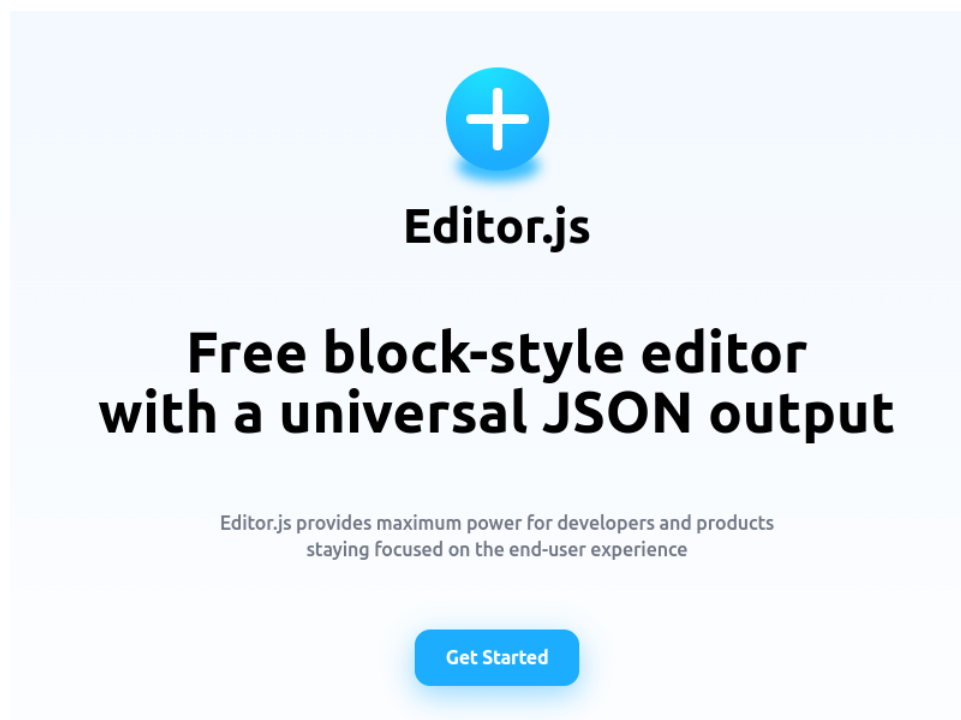 Editor.js
Free block-style editor
with a universal JSON output
Editor.js provides maximum power for developers and products
staying focused on the end-user experience
Get Started